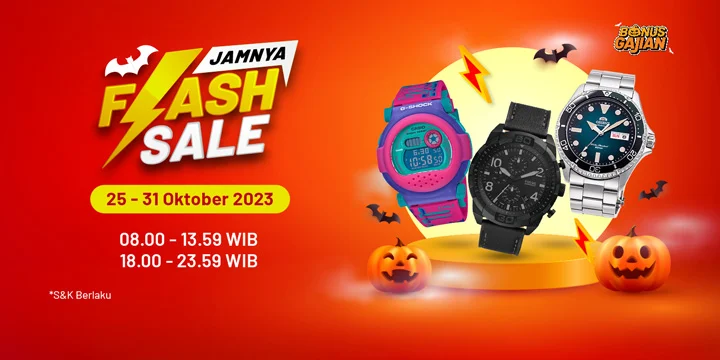 JAMNYA
FLASH
SALE
25 - 31 Oktober 2023
08.00 - 13.59 WIB
18.00 - 23.59 WIB
*S&K Berlaku
BONUS
GAJIAN
G-SHOCK
ORIENT